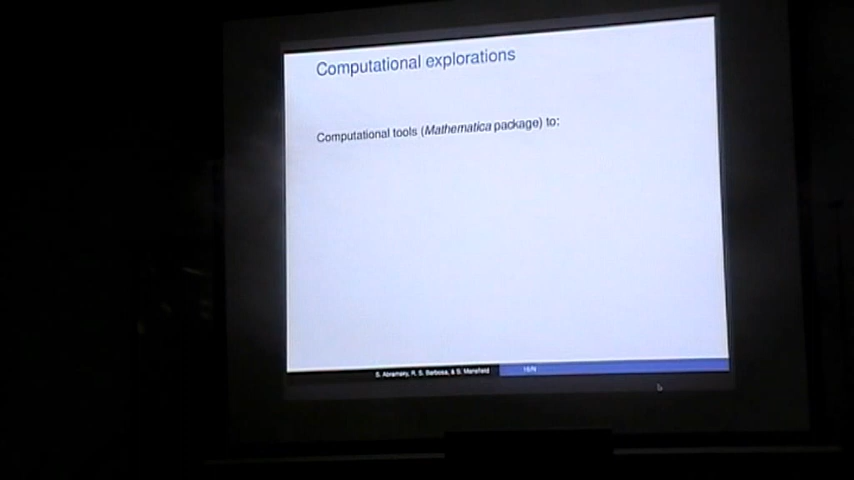 Computational explorations
Computational tools (Mathematica package) to:
S. Abramsky, R. S. Barbosa, & S. Mansfield